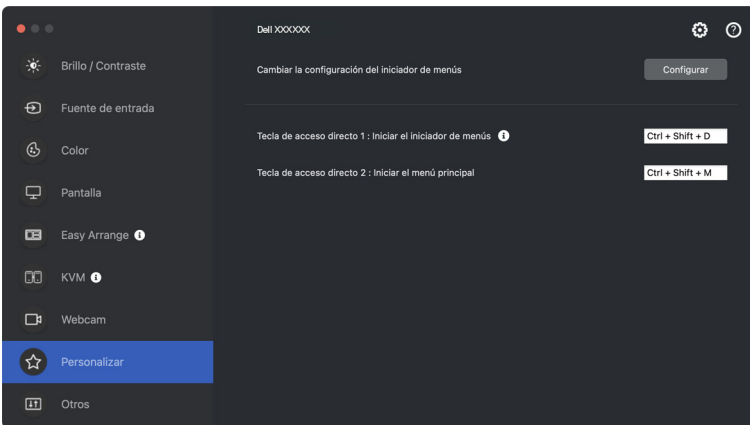 Dell XXXXXX
Brillo / Contraste
Cambiar la configuración del iniciador de menús
Configurar
Fuente de entrada
Tecla de acceso directo 1 : Iniciar el iniciador de menús
Ctrl + Shift + D
Color
Tecla de acceso directo 2 : Iniciar el menú principal
Ctrl + Shift + M
Pantalla
Easy Arrange
KVM
Webcam
Personalizar
Otros